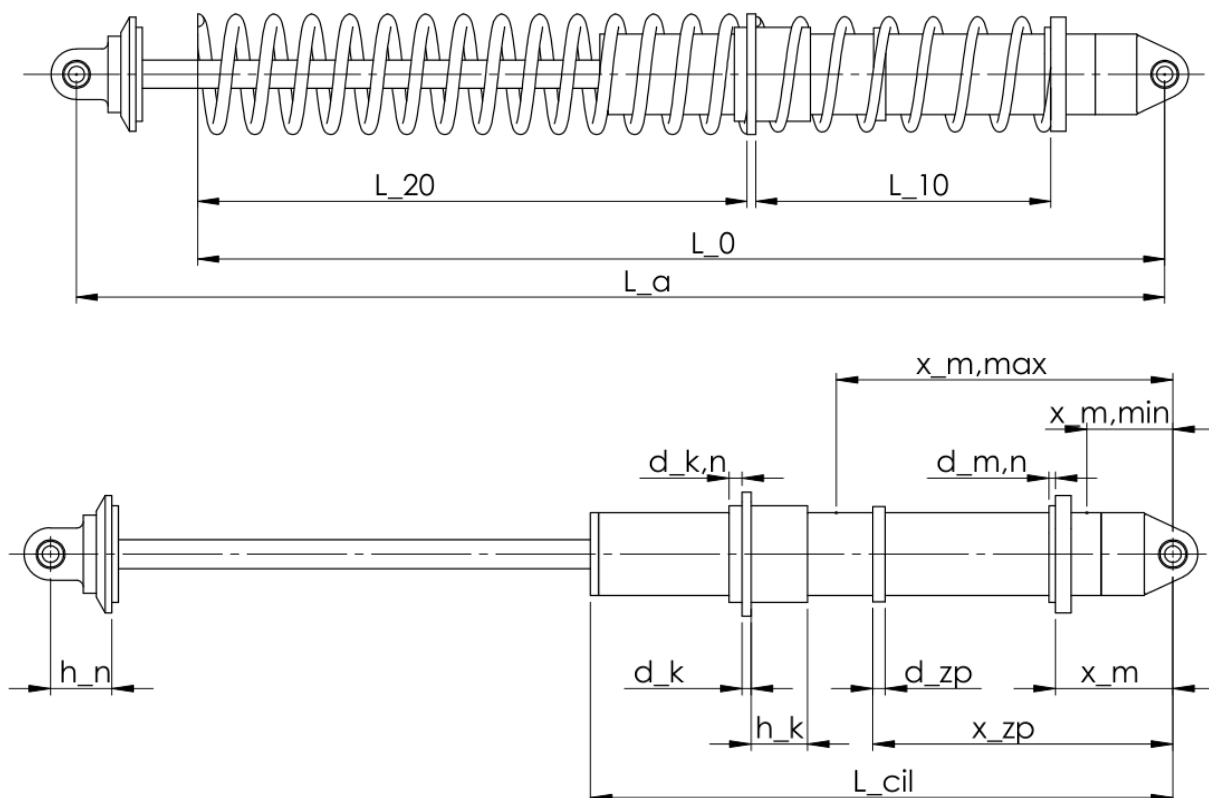 L_20
L_10
L_0
L_a
x_m,max
x_m,min
d_k,n
d_m,n
h_n
d_k
d_zp
x_m
h_k
x_zp
L_cil